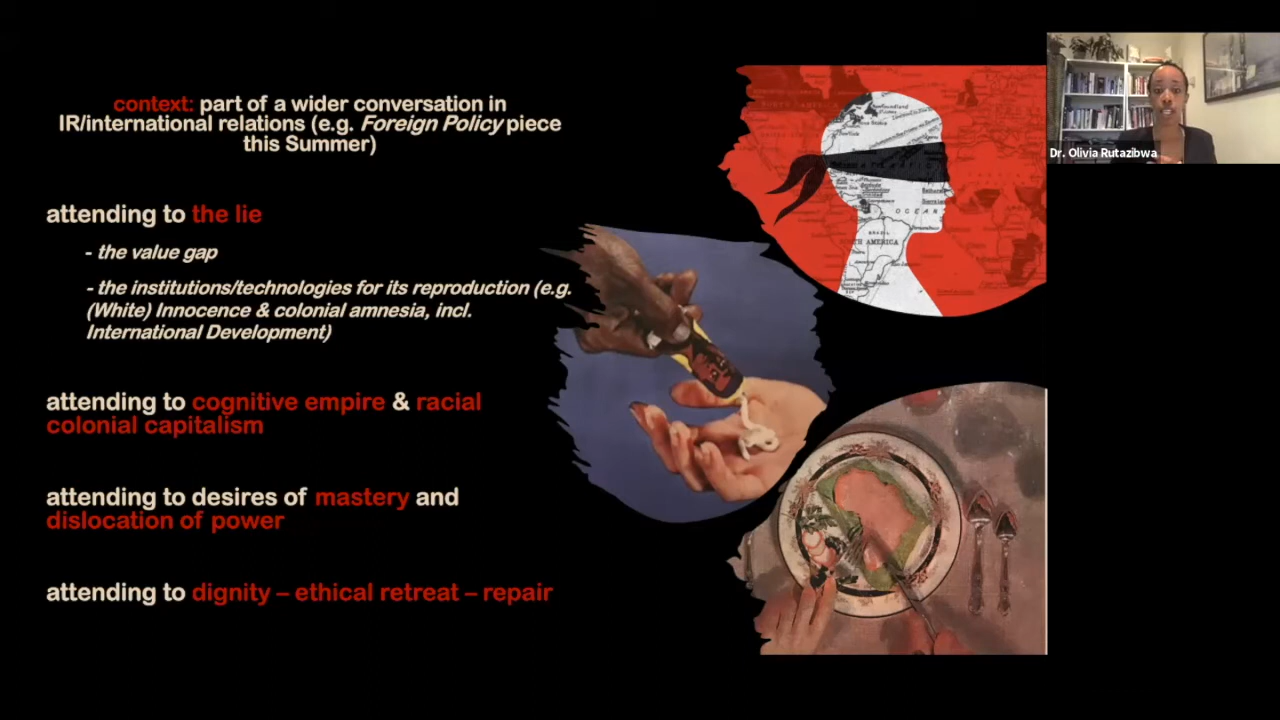 context: part of a wider conversation in
IR/international relations (e.g. Foreign Policy piece
this Summer)
attending to the lie
- the value gap
- the institutions/technologies for its reproduction (e.g.
(White) Innocence & colonial amnesia, incl.
International Development)
attending to cognitive empire & racial
colonial capitalism
attending to desires of mastery and
dislocation of power
attending to dignity – ethical retreat – repair
Dr. Olivia Rutazibwa
Newfoundland
OCEAN
BRAZIL